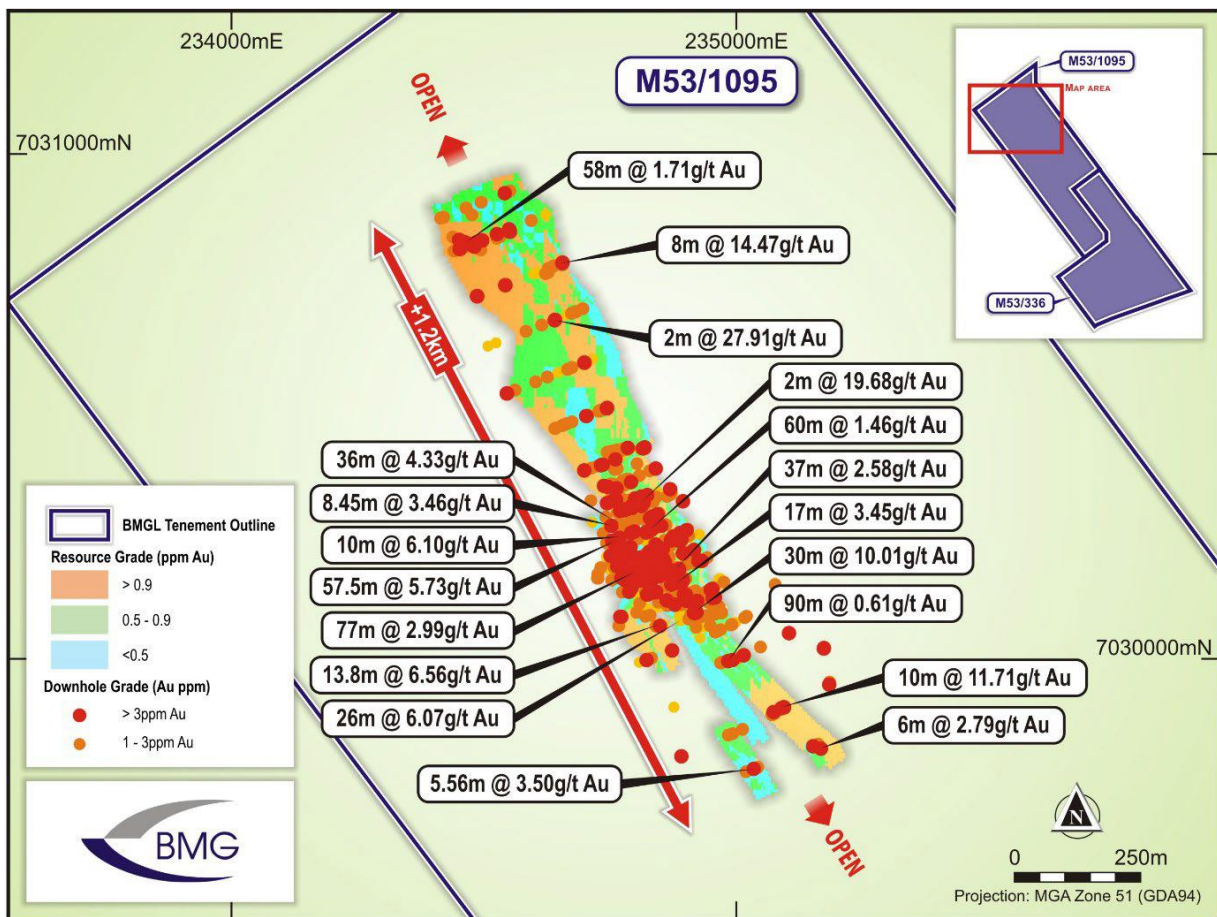 234000mE
235000mE
M53/1095
M53/1095
MAP AREA
OPEN
7031000mN
58m @ 1.71g/t Au
8m @ 14.47g/t Au
M53/336
+1.2km
2m @ 27.91g/t Au
2m @ 19.68g/t Au
60m @ 1.46g/t Au
36m @ 4.33g/t Au
37m @ 2.58g/t Au
8.45m @ 3.46g/t Au
17m @ 3.45g/t Au
10m @ 6.10g/t Au
30m @ 10.01g/t Au
57.5m @ 5.73g/t Au
90m @ 0.61g/t Au
77m @ 2.99g/t Au
7030000mN
13.8m @ 6.56g/t Au
10m @ 11.71g/t Au
26m @ 6.07g/t Au
6m @ 2.79g/t Au
5.56m @ 3.50g/t Au
OPEN
BMGL Tenement Outline
Resource Grade (ppm Au)
> 0.9
0.5 - 0.9
<0.5
Downhole Grade (Au ppm)
> 3ppm Au
1 - 3ppm Au
BMG
N
0 250m
Projection: MGA Zone 51 (GDA94)